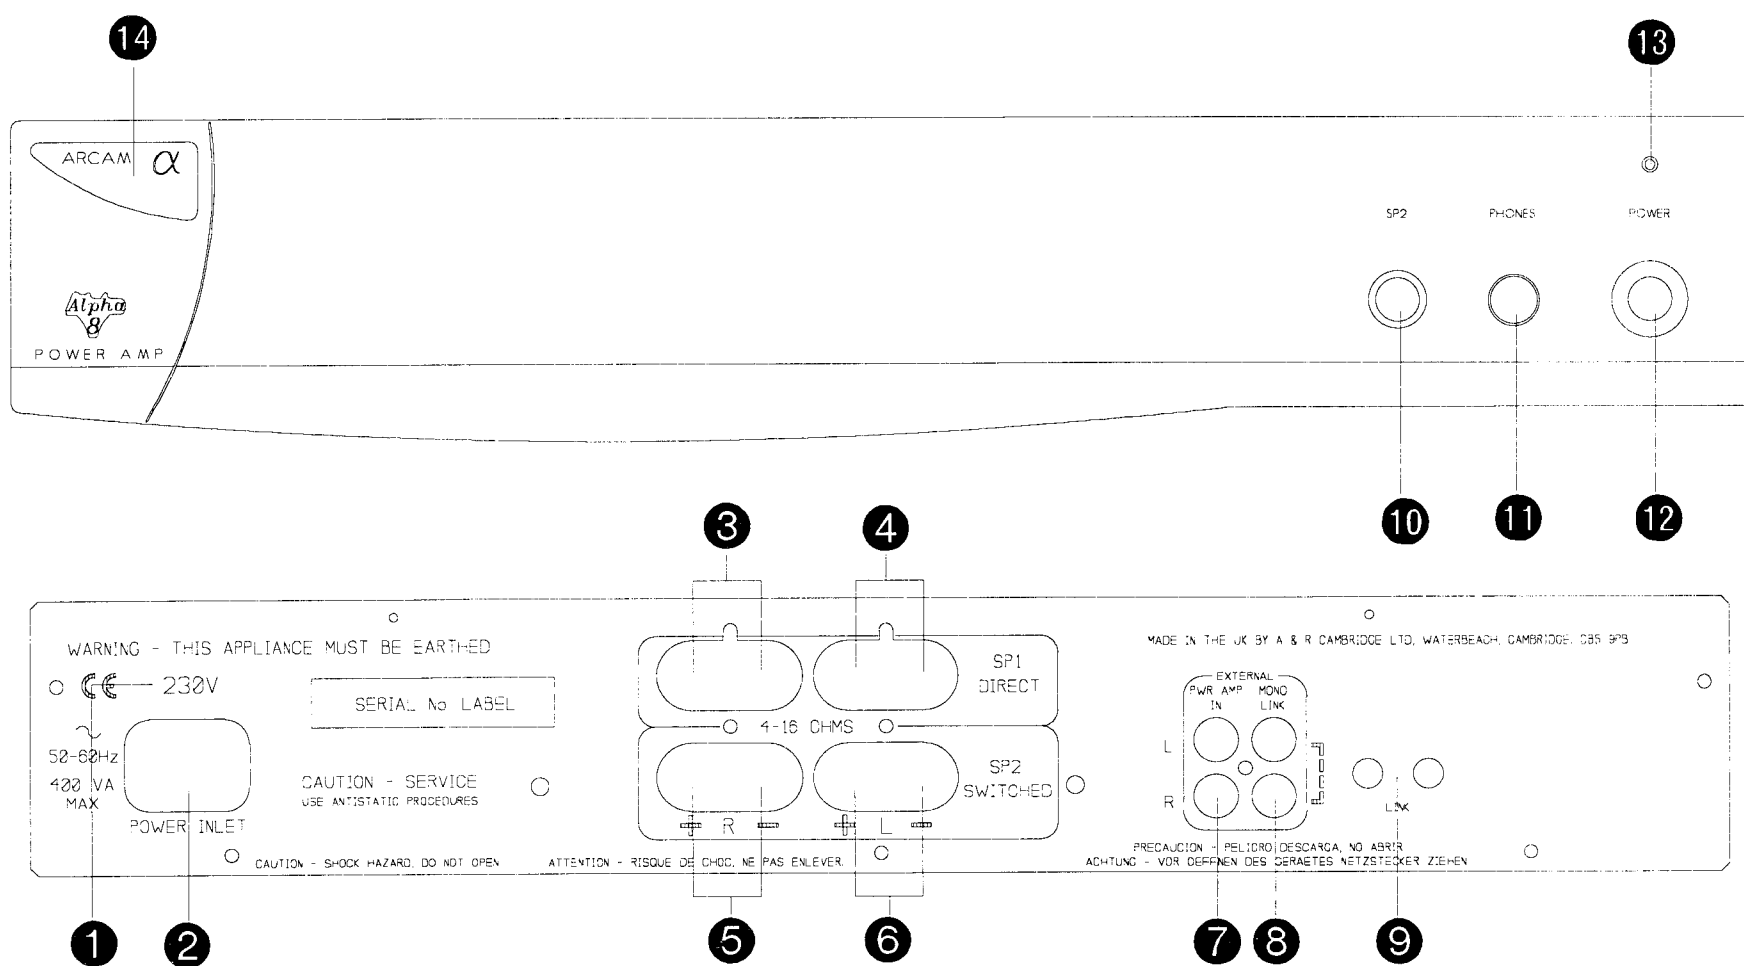 14
13
ARCAM α
SP2
PHONES
POWER
Alpha
8
POWER AMP
10
11
12
3
4
WARNING - THIS APPLIANCE MUST BE EARTHED
MADE IN THE UK BY A & R CAMBRIDGE LTD, WATERBEACH, CAMBRIDGE. CB5 9PB
CE 230V
SERIAL No LABEL
SP1
DIRECT
EXTERNAL
PWR AMP
IN
MONO
LINK
4-16 OHMS
L
50-60Hz
400 VA
MAX
CAUTION - SERVICE
USE ANTISTATIC PROCEDURES
SP2
SWITCHED
R
LINK
POWER INLET
+ R -
+ L -
CAUTION - SHOCK HAZARD, DO NOT OPEN
ATTENTION - RISQUE DE CHOC, NE PAS ENLEVER.
PRECAUCION - PELIGRO DESCARGA, NO ABRIR
ACHTUNG - VOR OEFFNEN DES GERAETES NETZSTECKER ZIEHEN
1
2
5
6
7
8
9